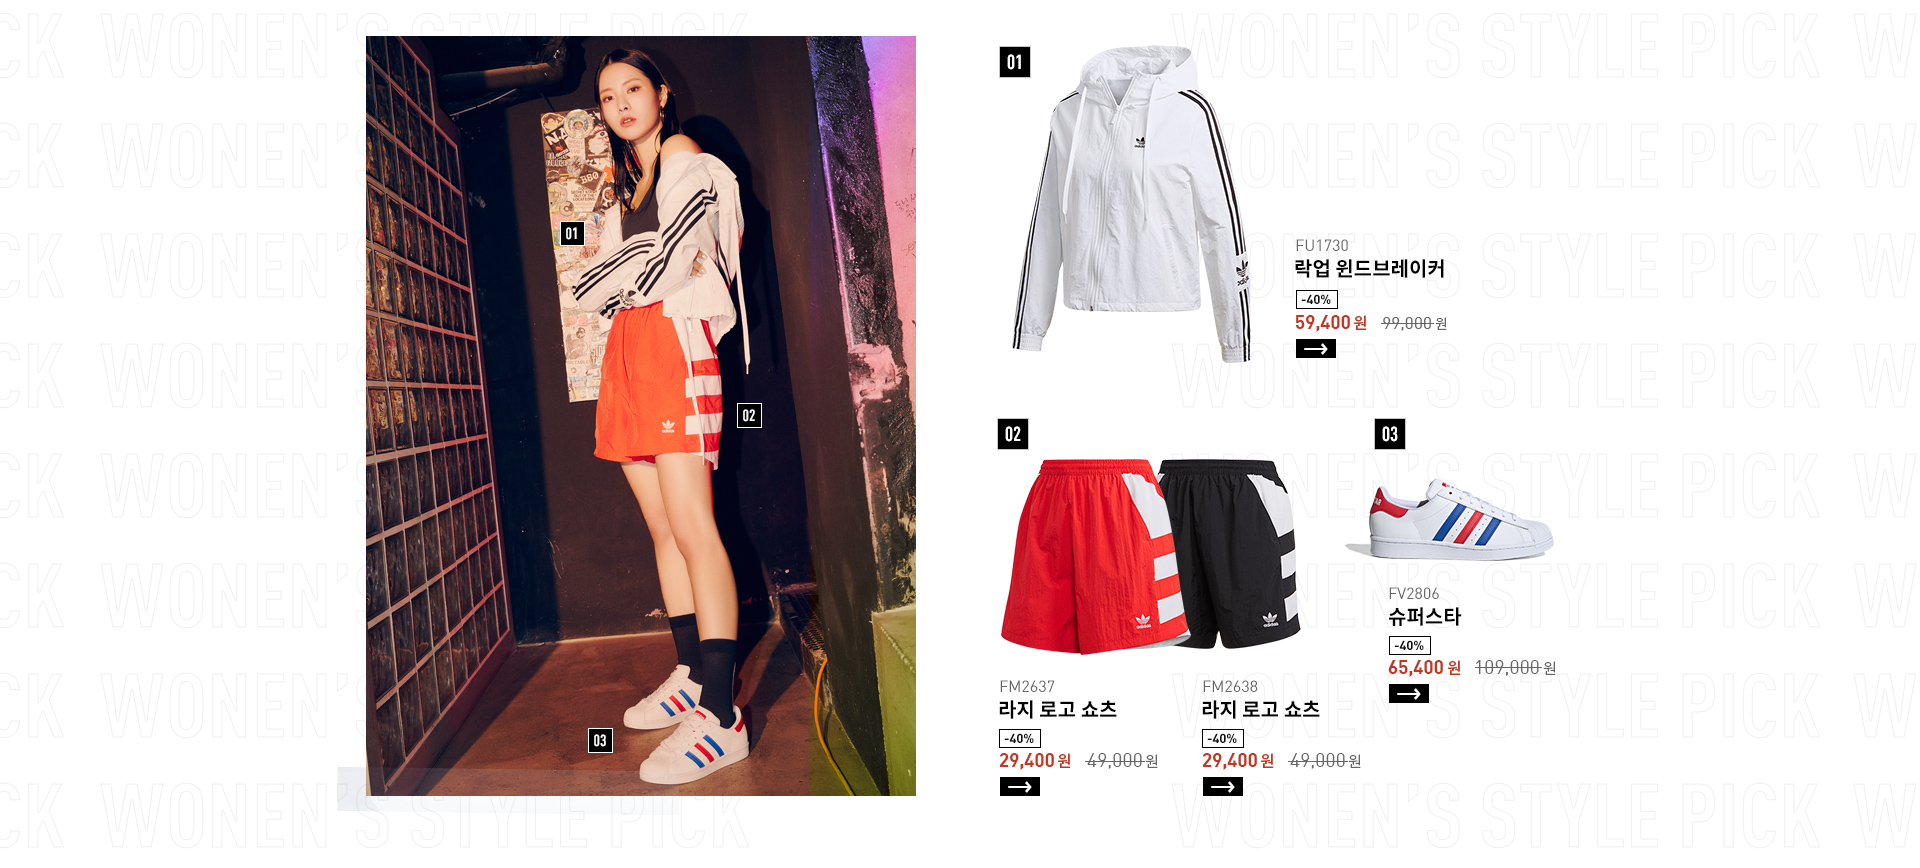 WONEN'S STYLE PICK
01
02
03
01
FU1730
락업 윈드브레이커
-40%
59,400 원 99,000 원
02
FM2637
라지 로고 쇼츠
-40%
29,400 원 49,000 원
FM2638
라지 로고 쇼츠
-40%
29,400 원 49,000 원
03
FV2806
슈퍼스타
-40%
65,400 원 109,000 원
adidas
adidas
adidas